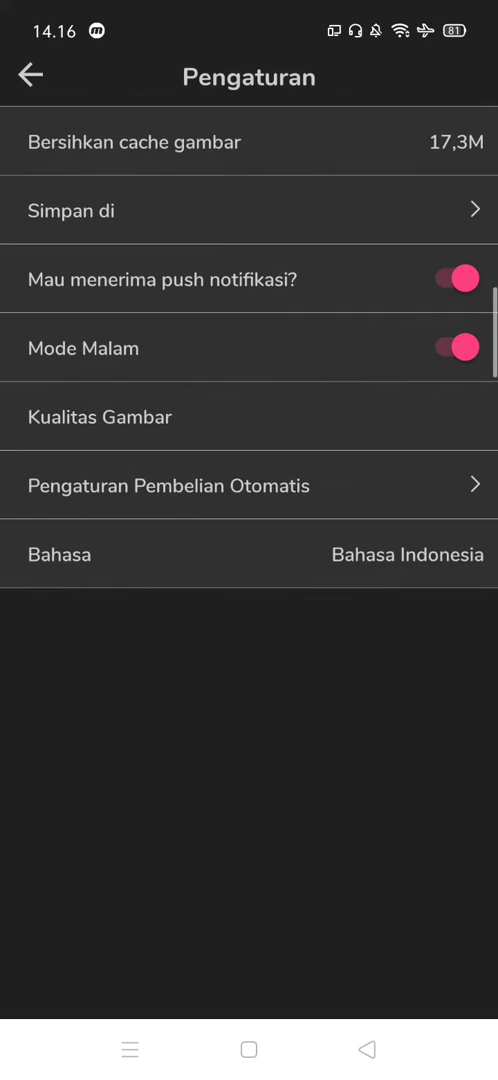 14.16
m
81
Pengaturan
Bersihkan cache gambar 17,3M
Simpan di
Mau menerima push notifikasi?
Mode Malam
Kualitas Gambar
Pengaturan Pembelian Otomatis
Bahasa Bahasa Indonesia